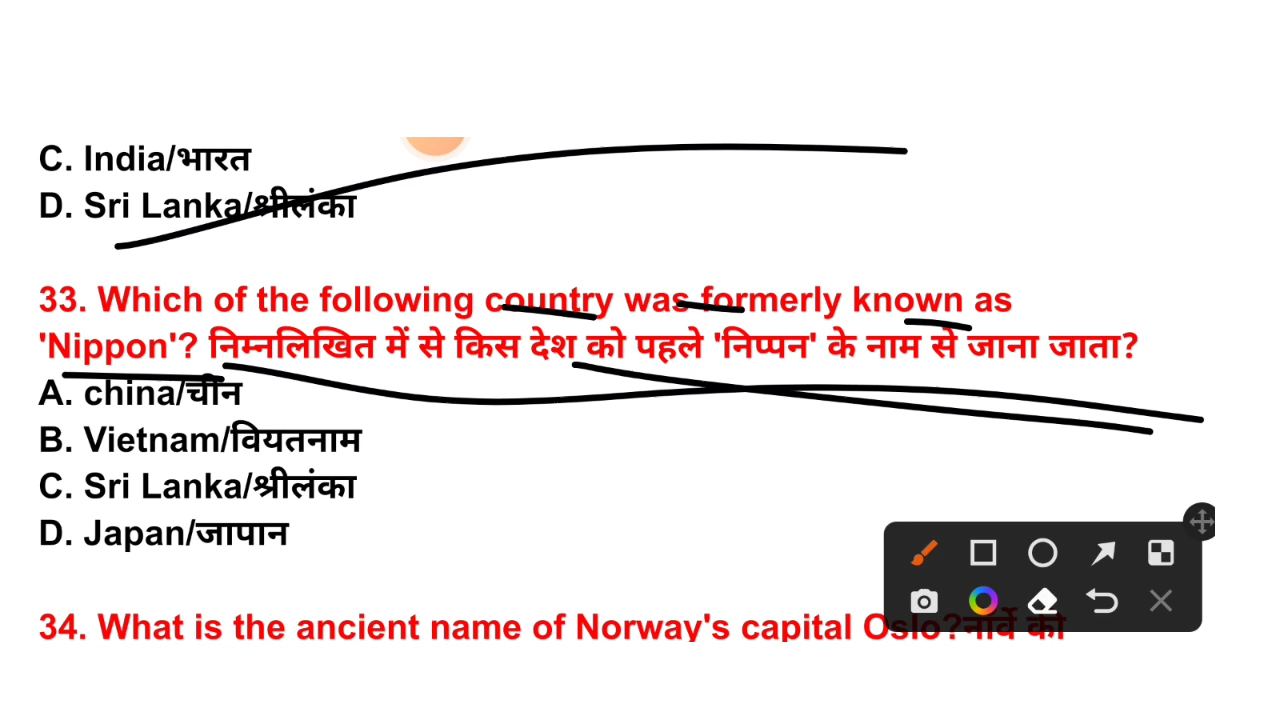 C. India/भारत
D. Sri Lanka/श्रीलंका
33. Which of the following country was formerly known as
'Nippon'? निम्नलिखित में से किस देश को पहले 'निप्पन' के नाम से जाना जाता?
A. china/चीन
B. Vietnam/वियतनाम
C. Sri Lanka/श्रीलंका
D. Japan/जापान
34. What is the ancient name of Norway's capital Oslo?नॉर्वे की